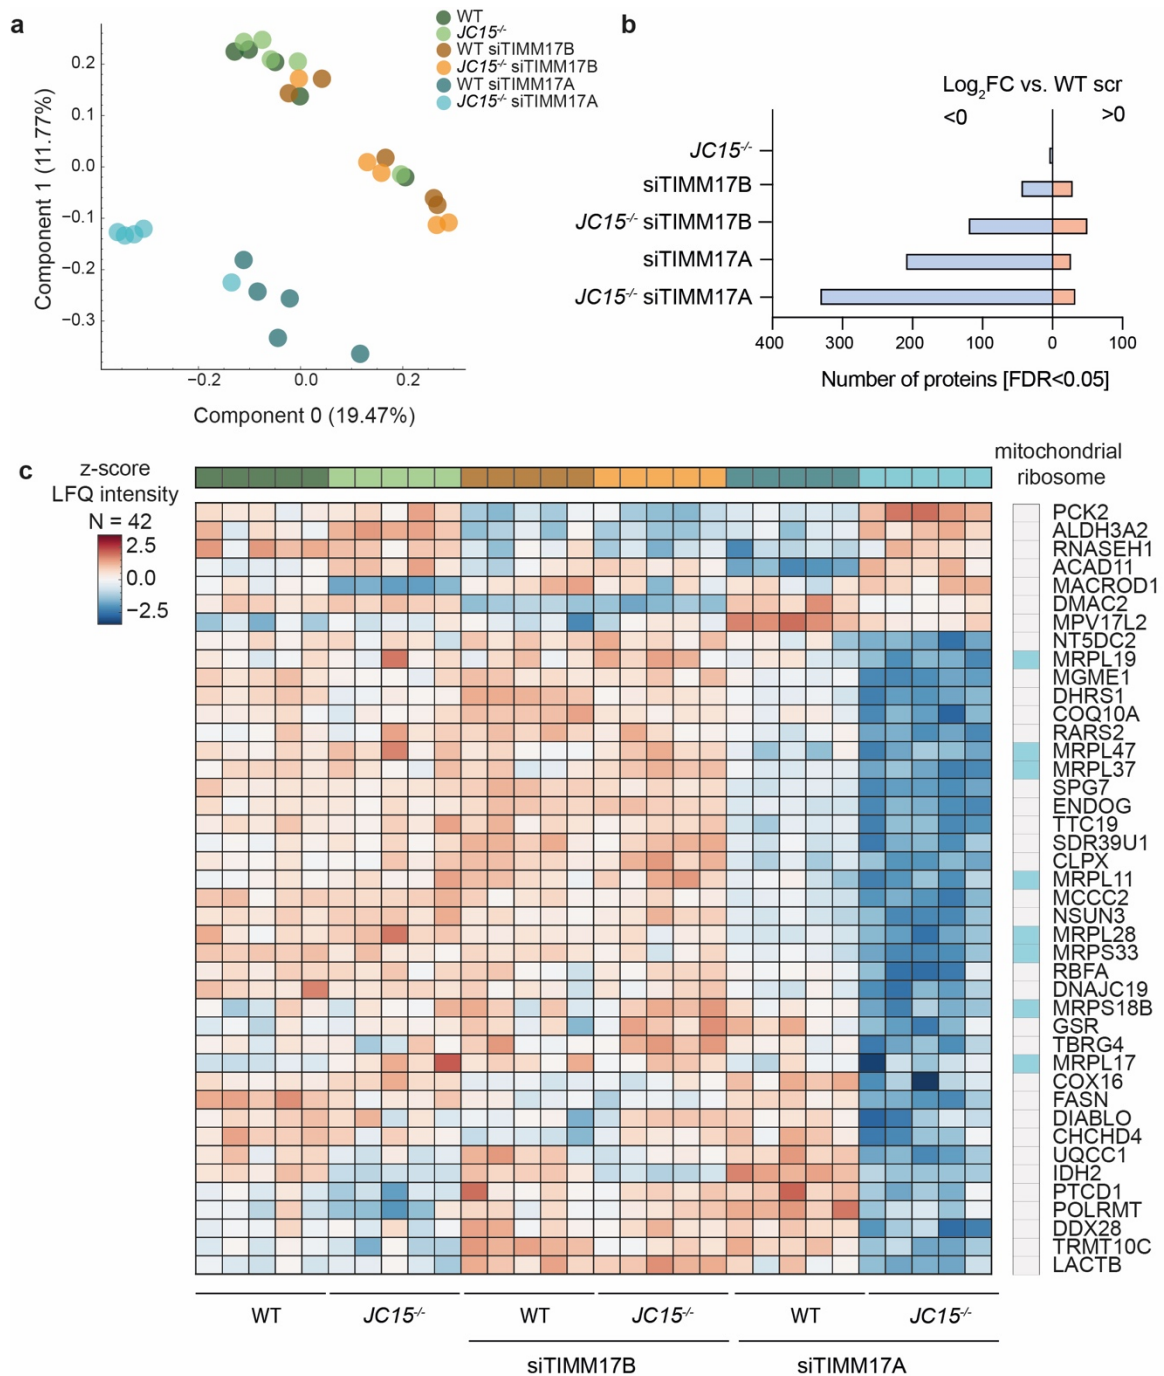 a
WT
JC15-/-
WT siTIMM17B
JC15-/- siTIMM17B
WT siTIMM17A
JC15-/- siTIMM17A
Component 1 (11.77%)
0.2
0.1
0.0
−0.1
−0.2
−0.3
−0.2
0.0
0.2
Component 0 (19.47%)
b
Log2FC vs. WT scr
<0
>0
JC15-/-
siTIMM17B
JC15-/- siTIMM17B
siTIMM17A
JC15-/- siTIMM17A
400
300
200
100
0
100
Number of proteins [FDR<0.05]
c
z-score
LFQ intensity
N = 42
2.5
0.0
−2.5
mitochondrial
ribosome
PCK2
ALDH3A2
RNASEH1
ACAD11
MACROD1
DMAC2
MPV17L2
NT5DC2
MRPL19
MGME1
DHRS1
COQ10A
RARS2
MRPL47
MRPL37
SPG7
ENDOG
TTC19
SDR39U1
CLPX
MRPL11
MCCC2
NSUN3
MRPL28
MRPS33
RBFA
DNAJC19
MRPS18B
GSR
TBRG4
MRPL17
COX16
FASN
DIABLO
CHCHD4
UQCC1
IDH2
PTCD1
POLRMT
DDX28
TRMT10C
LACTB
WT
JC15-/-
WT
JC15-/-
WT
JC15-/-
siTIMM17B
siTIMM17A